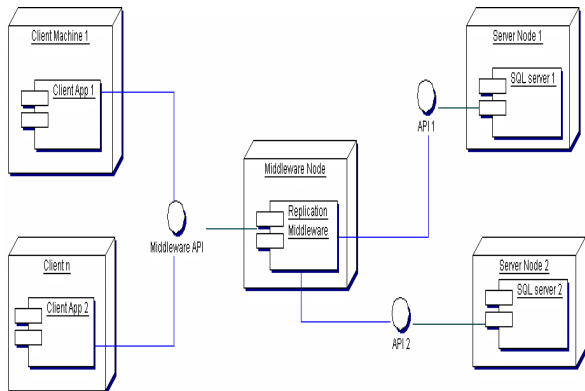 Client Machine 1
Client App 1
Server Node 1
SQL server 1
API 1
Middleware Node
Replication
Middleware
Middleware API
Client n
Client App 2
Server Node 2
SQL server 2
API 2